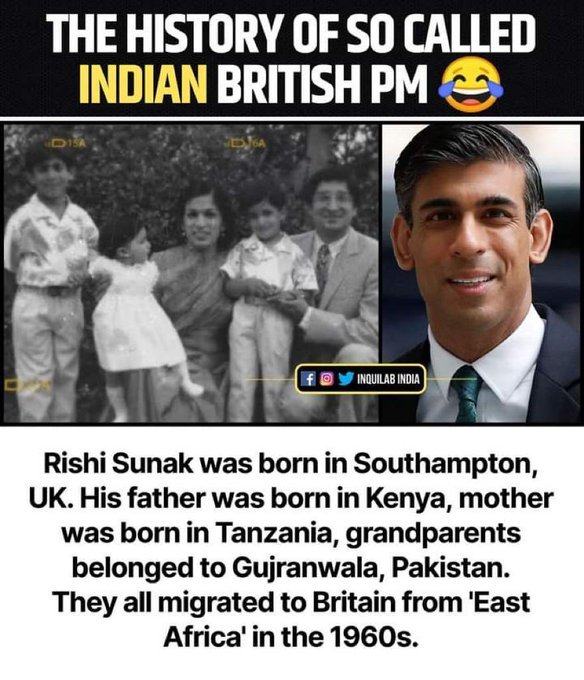 THE HISTORY OF SO CALLED
INDIAN BRITISH PM 😂
15A
16A
INQUILAB INDIA
Rishi Sunak was born in Southampton,
UK. His father was born in Kenya, mother
was born in Tanzania, grandparents
belonged to Gujranwala, Pakistan.
They all migrated to Britain from 'East
Africa' in the 1960s.